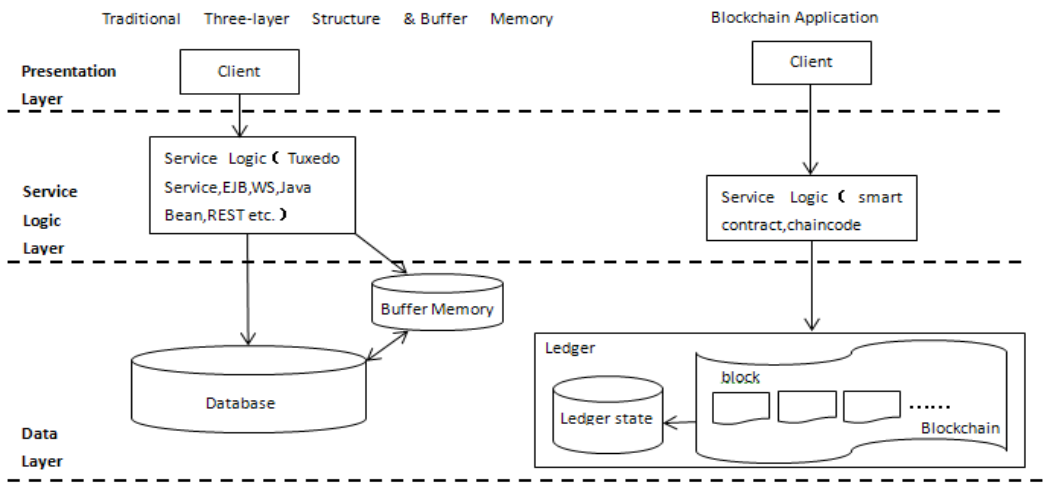 Traditional Three-layer Structure & Buffer Memory
Blockchain Application
Presentation
Layer
Client
Client
Service
Logic
Layer
Service Logic ( Tuxedo
Service,EJB,WS,Java
Bean,REST etc. )
Service Logic ( smart
contract,chaincode
Data
Layer
Buffer Memory
Database
Ledger
Ledger state
block
......
Blockchain